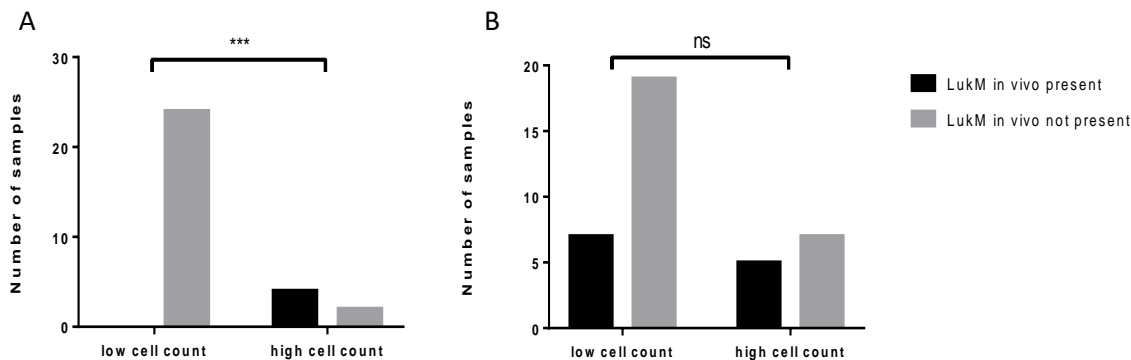 A
***
30
20
10
0
Number of samples
low cell count
high cell count
B
ns
20
15
10
5
0
Number of samples
low cell count
high cell count
LukM in vivo present
LukM in vivo not present